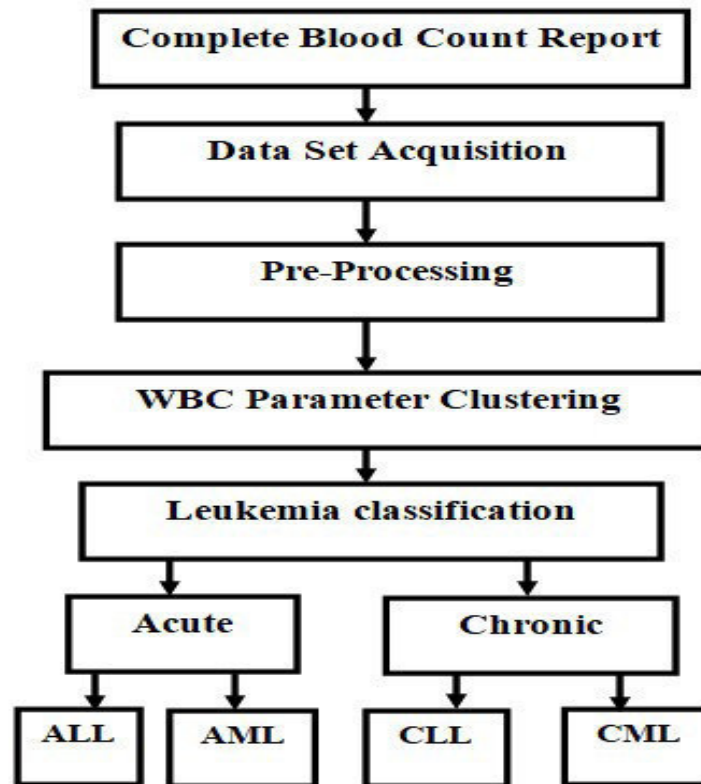 Complete Blood Count Report
Data Set Acquisition
Pre-Processing
WBC Parameter Clustering
Leukemia classification
Acute
Chronic
ALL
AML
CLL
CML